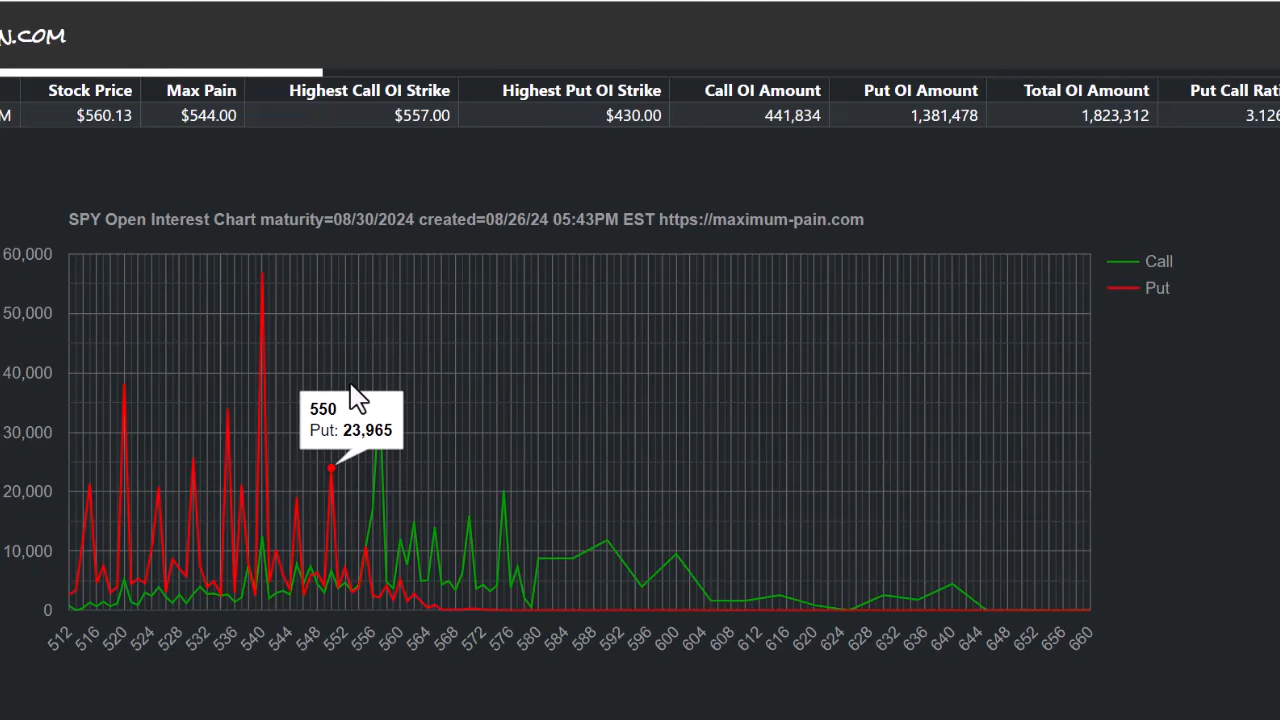 N.COM
Stock Price Max Pain Highest Call OI Strike Highest Put OI Strike Call OI Amount Put OI Amount Total OI Amount Put Call Rati
M $560.13 $544.00 $557.00 $430.00 441,834 1,381,478 1,823,312 3.126
SPY Open Interest Chart maturity=08/30/2024 created=08/26/24 05:43PM EST https://maximum-pain.com
60,000
50,000
40,000
30,000
20,000
10,000
0
Call
Put
550
Put: 23,965
512 516 520 524 528 532 536 540 544 548 552 556 560 564 568 572 576 580 584 588 592 596 600 604 608 612 616 620 624 628 632 636 640 644 648 652 656 660